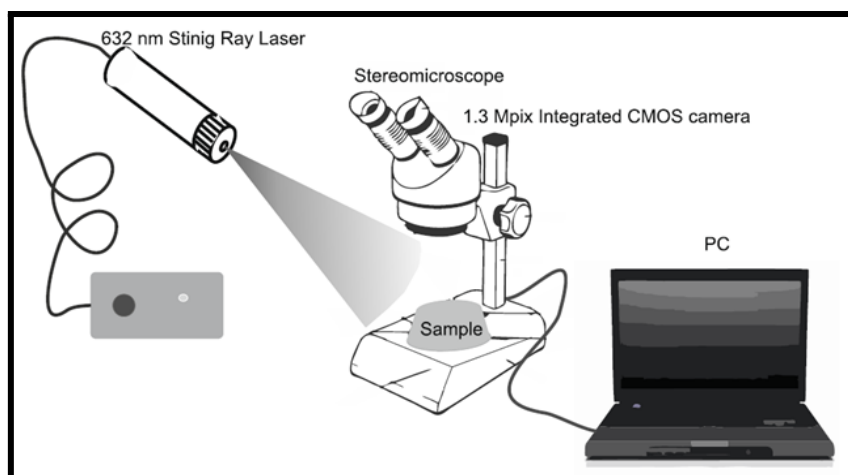 632 nm Stinig Ray Laser
Stereomicroscope
1.3 Mpix Integrated CMOS camera
PC
Sample